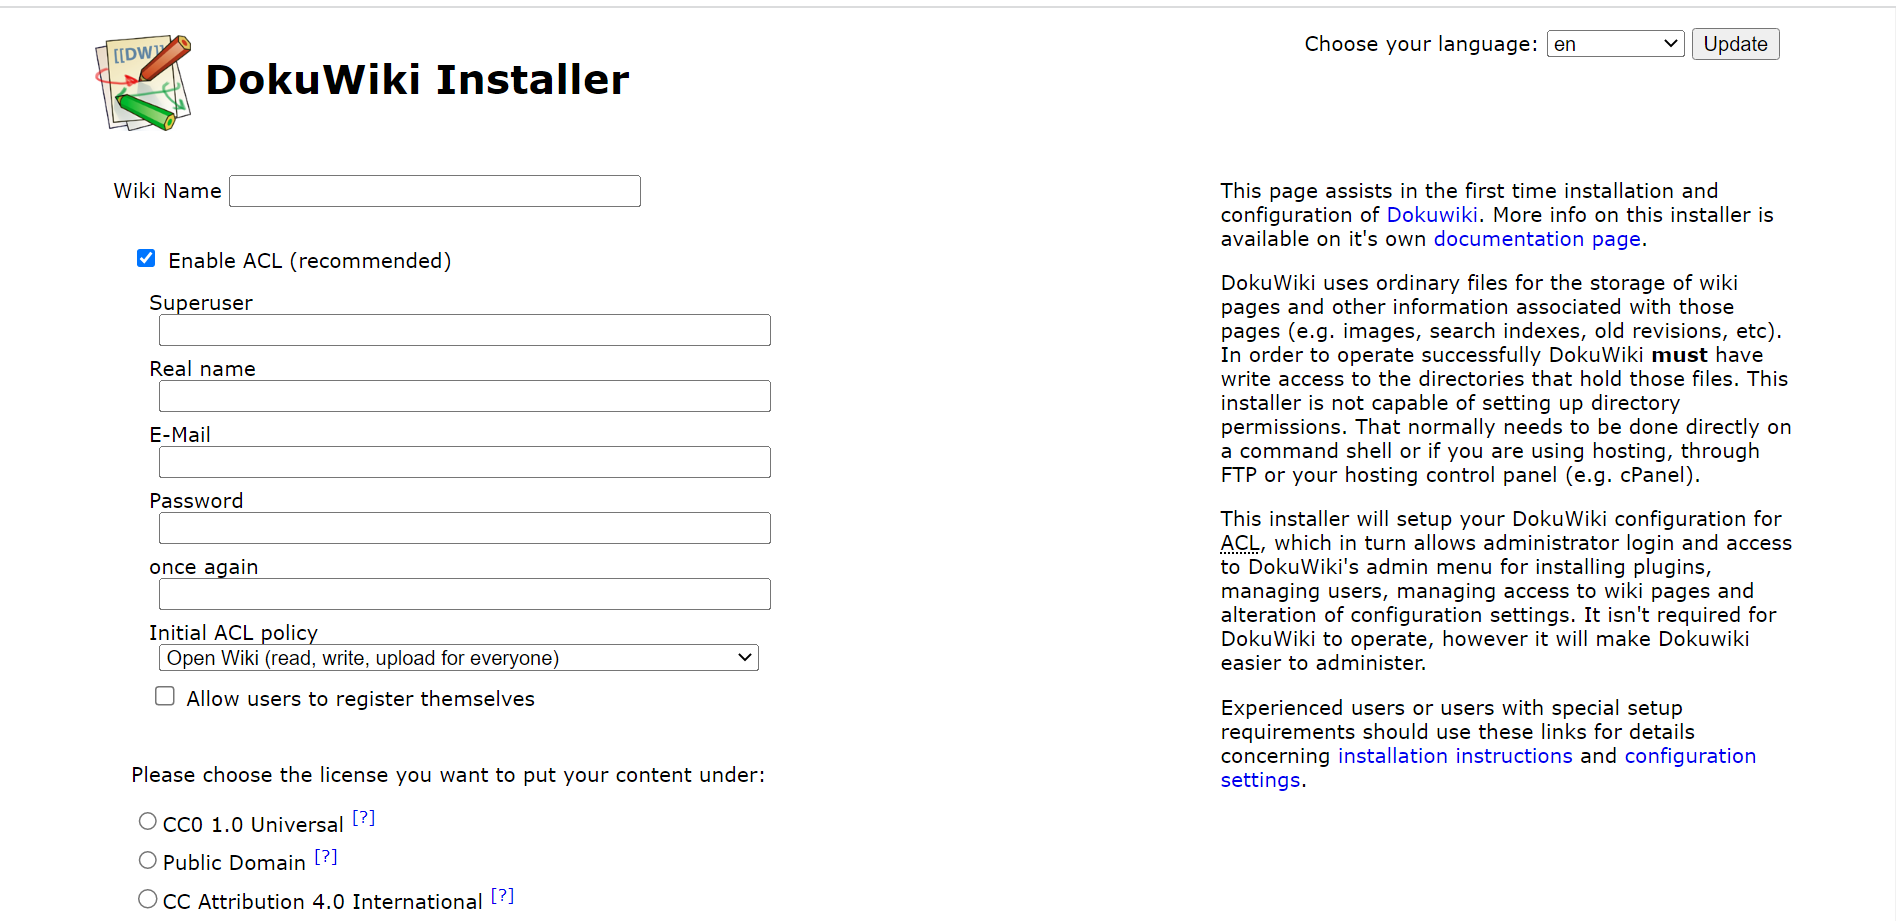 [[DW]]
DokuWiki Installer
Choose your language: en Update
Wiki Name
Enable ACL (recommended)
Superuser
Real name
E-Mail
Password
once again
Initial ACL policy
Open Wiki (read, write, upload for everyone)
Allow users to register themselves
Please choose the license you want to put your content under:
CC0 1.0 Universal [?]
Public Domain [?]
CC Attribution 4.0 International [?]
This page assists in the first time installation and
configuration of Dokuwiki. More info on this installer is
available on it's own documentation page.
DokuWiki uses ordinary files for the storage of wiki
pages and other information associated with those
pages (e.g. images, search indexes, old revisions, etc).
In order to operate successfully DokuWiki must have
write access to the directories that hold those files. This
installer is not capable of setting up directory
permissions. That normally needs to be done directly on
a command shell or if you are using hosting, through
FTP or your hosting control panel (e.g. cPanel).
This installer will setup your DokuWiki configuration for
ACL, which in turn allows administrator login and access
to DokuWiki's admin menu for installing plugins,
managing users, managing access to wiki pages and
alteration of configuration settings. It isn't required for
DokuWiki to operate, however it will make Dokuwiki
easier to administer.
Experienced users or users with special setup
requirements should use these links for details
concerning installation instructions and configuration
settings.